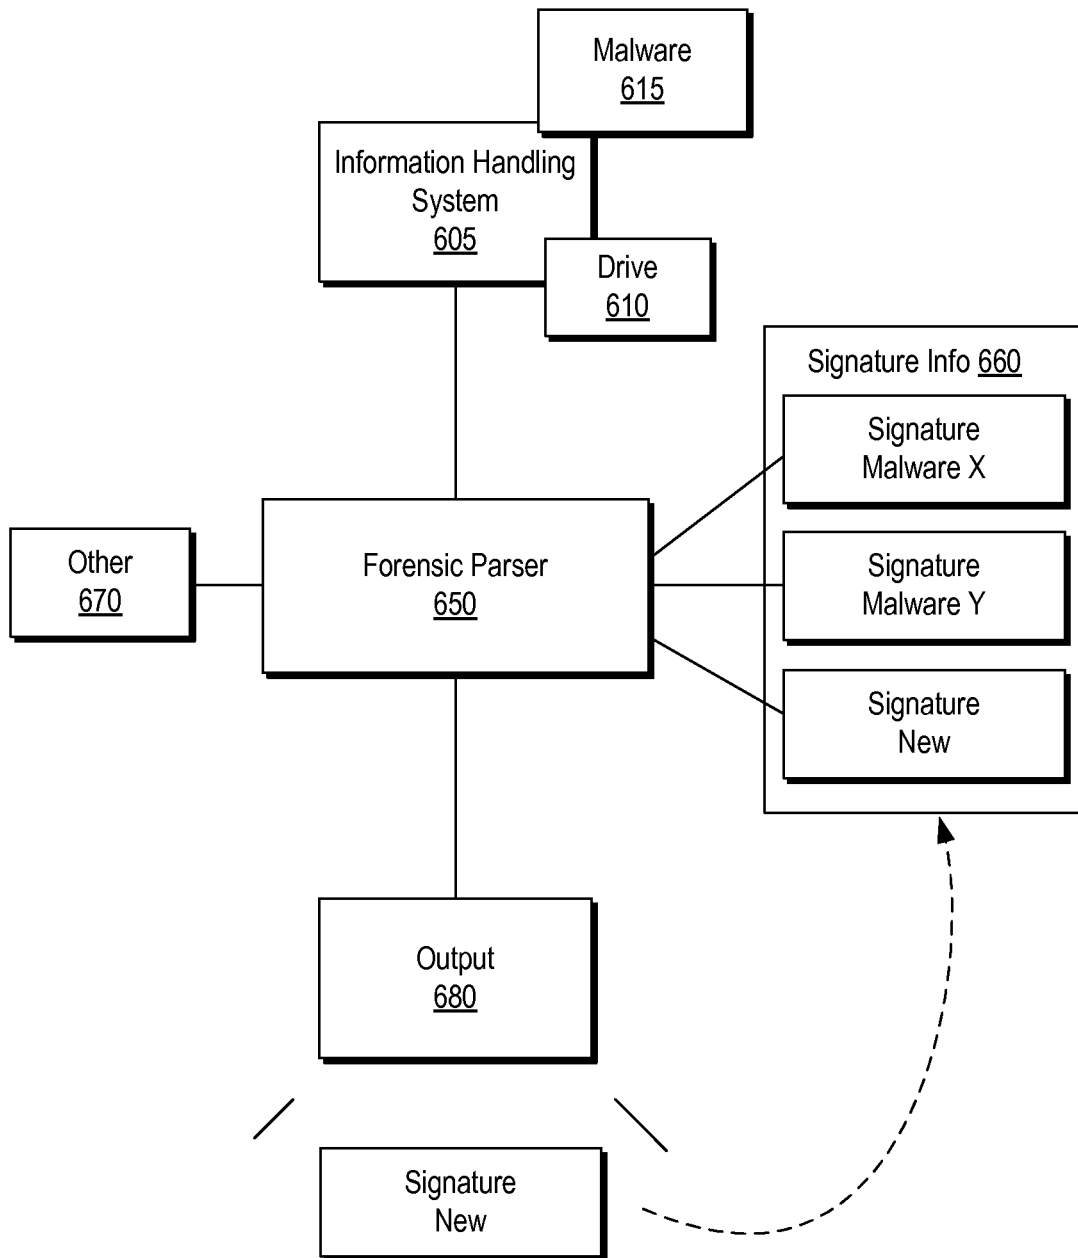 Malware
615
Information Handling
System
605
Drive
610
Signature Info 660
Signature
Malware X
Signature
Malware Y
Signature
New
Other
670
Forensic Parser
650
Output
680
Signature
New